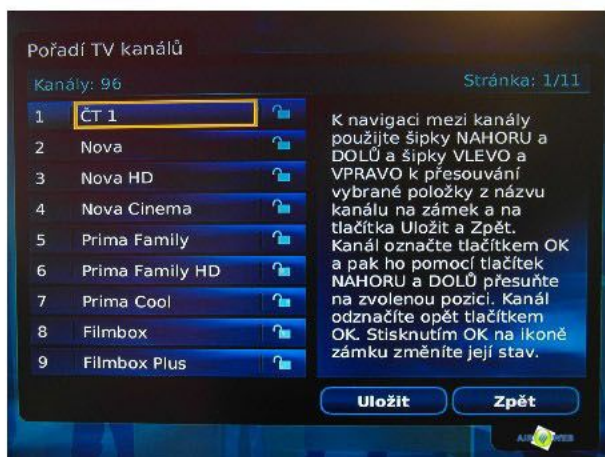 Pořadí TV kanálů
Kanály: 96
Stránka: 1/11
1 ČT 1
2 Nova
3 Nova HD
4 Nova Cinema
5 Prima Family
6 Prima Family HD
7 Prima Cool
8 Filmbox
9 Filmbox Plus
K navigaci mezi kanály
použijte šipky NAHORU a
DOLŮ a šipky VLEVO a
VPRAVO k přesouvání
vybrané položky z názvu
kanálu na zámek a na
tlačítka Uložit a Zpět.
Kanál označte tlačítkem OK
a pak ho pomocí tlačítek
NAHORU a DOLŮ přesuňte
na zvolenou pozici. Kanál
odznačíte opět tlačítkem
OK. Stisknutím OK na ikoně
zámku změníte její stav.
Uložit
Zpět
AIR WEB